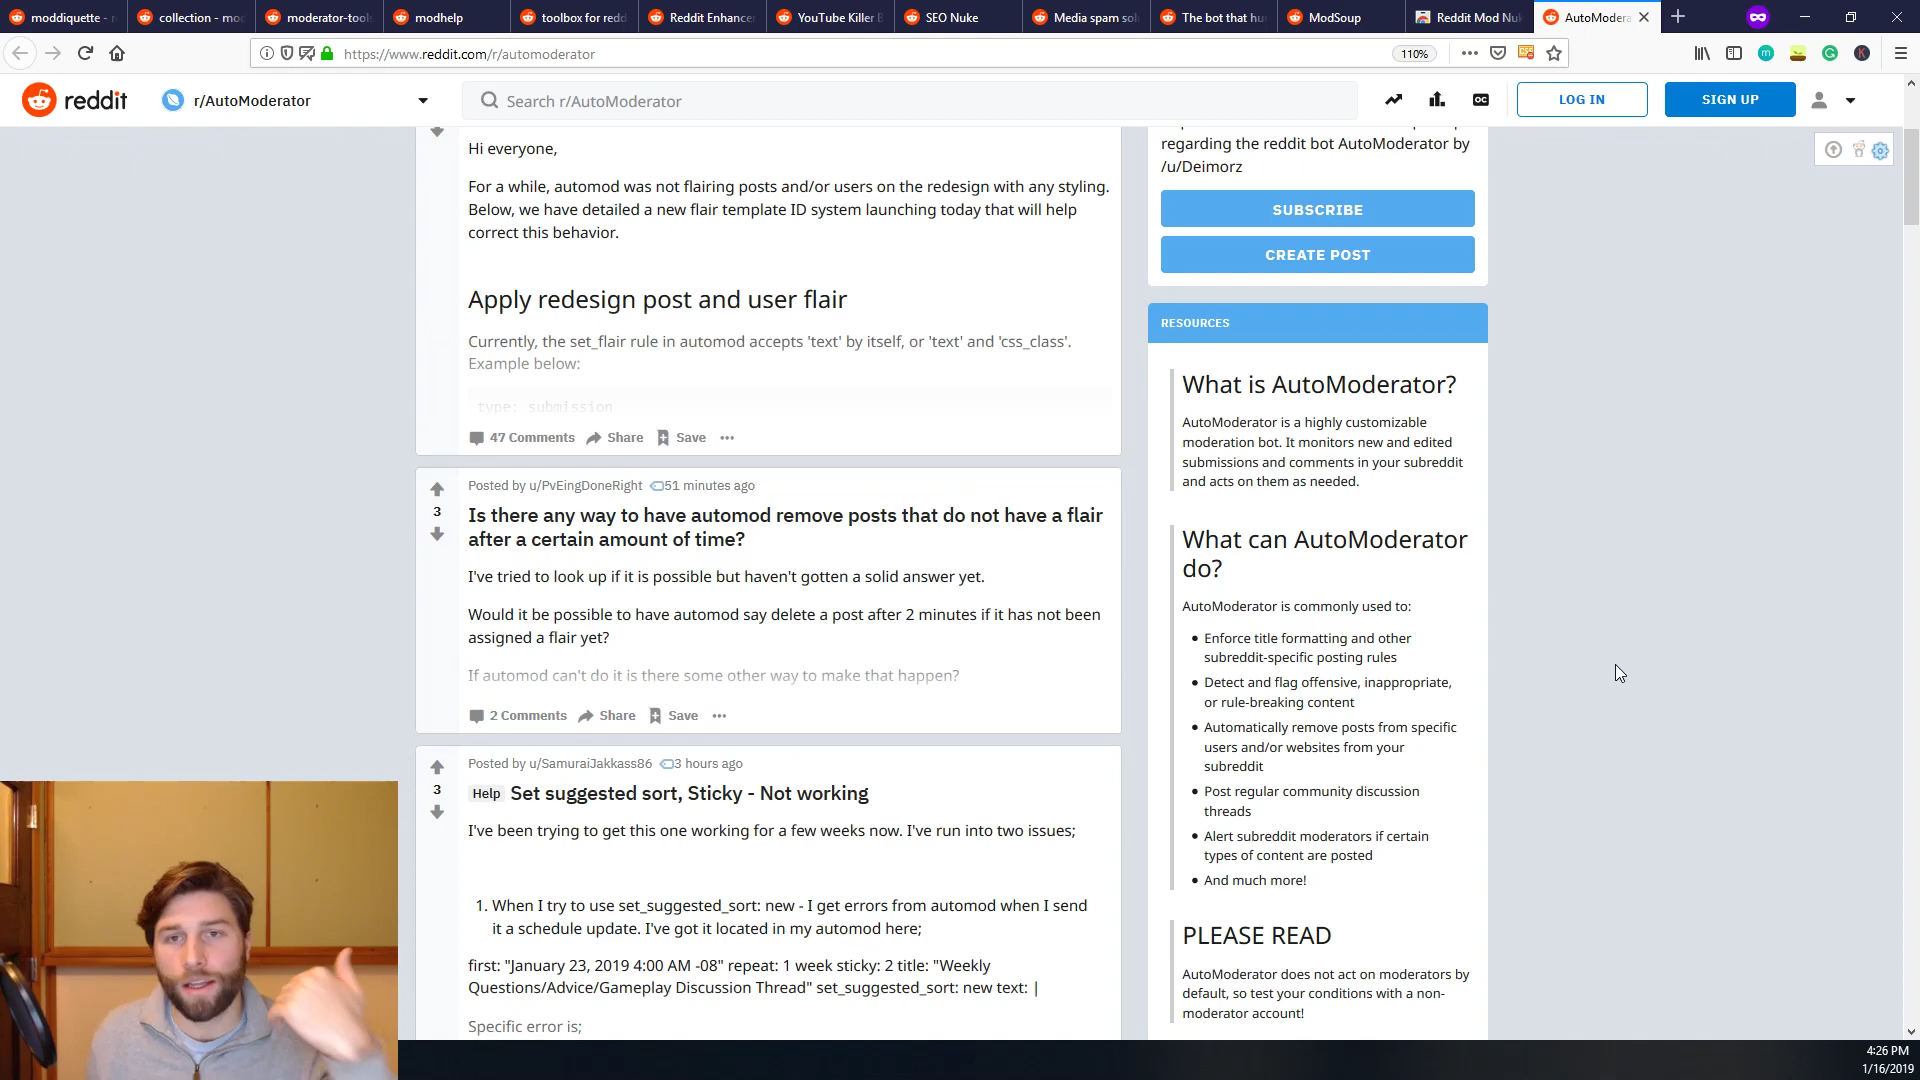 moddiquette - r
collection - mod
moderator-tools
modhelp
toolbox for redd
Reddit Enhance
YouTube Killer B
SEO Nuke
Media spam sol
The bot that hu
ModSoup
Reddit Mod Nuk
AutoModera
https://www.reddit.com/r/automoderator
110%
reddit
r/AutoModerator
Search r/AutoModerator
OC
LOG IN
SIGN UP
Hi everyone,
For a while, automod was not flairing posts and/or users on the redesign with any styling.
Below, we have detailed a new flair template ID system launching today that will help
correct this behavior.
Apply redesign post and user flair
Currently, the set_flair rule in automod accepts 'text' by itself, or 'text' and 'css_class'.
Example below:
type: submission
47 Comments Share Save
Posted by u/PvEingDoneRight 51 minutes ago
3
Is there any way to have automod remove posts that do not have a flair
after a certain amount of time?
I've tried to look up if it is possible but haven't gotten a solid answer yet.
Would it be possible to have automod say delete a post after 2 minutes if it has not been
assigned a flair yet?
If automod can't do it is there some other way to make that happen?
2 Comments Share Save
Posted by u/SamuraiJakkass86 3 hours ago
3
Help Set suggested sort, Sticky - Not working
I've been trying to get this one working for a few weeks now. I've run into two issues;
1. When I try to use set_suggested_sort: new - I get errors from automod when I send
it a schedule update. I've got it located in my automod here;
first: "January 23, 2019 4:00 AM -08" repeat: 1 week sticky: 2 title: "Weekly
Questions/Advice/Gameplay Discussion Thread" set_suggested_sort: new text: |
Specific error is;
regarding the reddit bot AutoModerator by
/u/Deimorz
SUBSCRIBE
CREATE POST
RESOURCES
What is AutoModerator?
AutoModerator is a highly customizable
moderation bot. It monitors new and edited
submissions and comments in your subreddit
and acts on them as needed.
What can AutoModerator
do?
AutoModerator is commonly used to:
• Enforce title formatting and other
subreddit-specific posting rules
• Detect and flag offensive, inappropriate,
or rule-breaking content
• Automatically remove posts from specific
users and/or websites from your
subreddit
• Post regular community discussion
threads
• Alert subreddit moderators if certain
types of content are posted
• And much more!
PLEASE READ
AutoModerator does not act on moderators by
default, so test your conditions with a non-
moderator account!
4:26 PM
1/16/2019